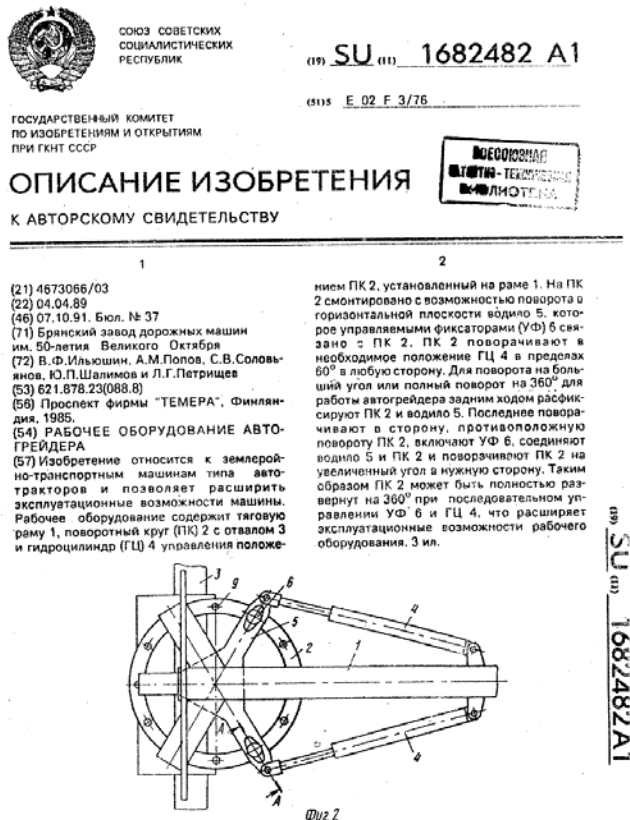 СОЮЗ СОВЕТСКИХ
СОЦИАЛИСТИЧЕСКИХ
РЕСПУБЛИК
(19) SU (11) 1682482 A1
(51)5 E 02 F 3/76
ГОСУДАРСТВЕННЫЙ КОМИТЕТ
ПО ИЗОБРЕТЕНИЯМ И ОТКРЫТИЯМ
ПРИ ГКНТ СССР
ВСЕСОЮЗНАЯ
ОПИСАНИЕ ИЗОБРЕТЕНИЯ
К АВТОРСКОМУ СВИДЕТЕЛЬСТВУ
1
(21) 4673066/03
(22) 04.04.89
(46) 07.10.91. Бюл. № 37
(71) Брянский завод дорожных машин
им. 50-летия Великого Октября
(72) В.Ф.Ильюшин, А.М.Попов, С.В.Соловь-
янов, Ю.П.Шалимов и Л.Г.Петрищев
(53) 621.878.23(088.8)
(56) Проспект фирмы "ТЕМЕРА", Финлян-
дия, 1985.
(54) РАБОЧЕЕ ОБОРУДОВАНИЕ АВТО-
ГРЕЙДЕРА
(57) Изобретение относится к землерой-
но-транспортным машинам типа авто-
тракторов и позволяет расширить
эксплуатационные возможности машины.
Рабочее оборудование содержит тяговую
раму 1, поворотный круг (ПК) 2 с отвалом 3
и гидроцилиндр (ГЦ) 4 управления положе-
2
нием ПК 2, установленный на раме 1. На ПК
2 смонтировано с возможностью поворота в
горизонтальной плоскости водило 5, кото-
рое управляемыми фиксаторами (УФ) 6 свя-
зано с ПК 2. ПК 2 поворачивают в
необходимое положение ГЦ 4 в пределах
60° в любую сторону. Для поворота на боль-
ший угол или полный поворот на 360° для
работы автогрейдера задним ходом расфик-
сируют ПК 2 и водило 5. Последнее повора-
чивают в сторону, противоположную
повороту ПК 2, включают УФ 6, соединяют
водило 5 и ПК 2 и поворачивают ПК 2 на
увеличенный угол в нужную сторону. Таким
образом ПК 2 может быть полностью раз-
вернут на 360° при последовательном уп-
равлении УФ 6 и ГЦ 4, что расширяет
эксплуатационные возможности рабочего
оборудования. 3 ил.
3
9
6
5
2
1
4
4
А
А
Фиг.2
(19) SU (11) 1682482 A1